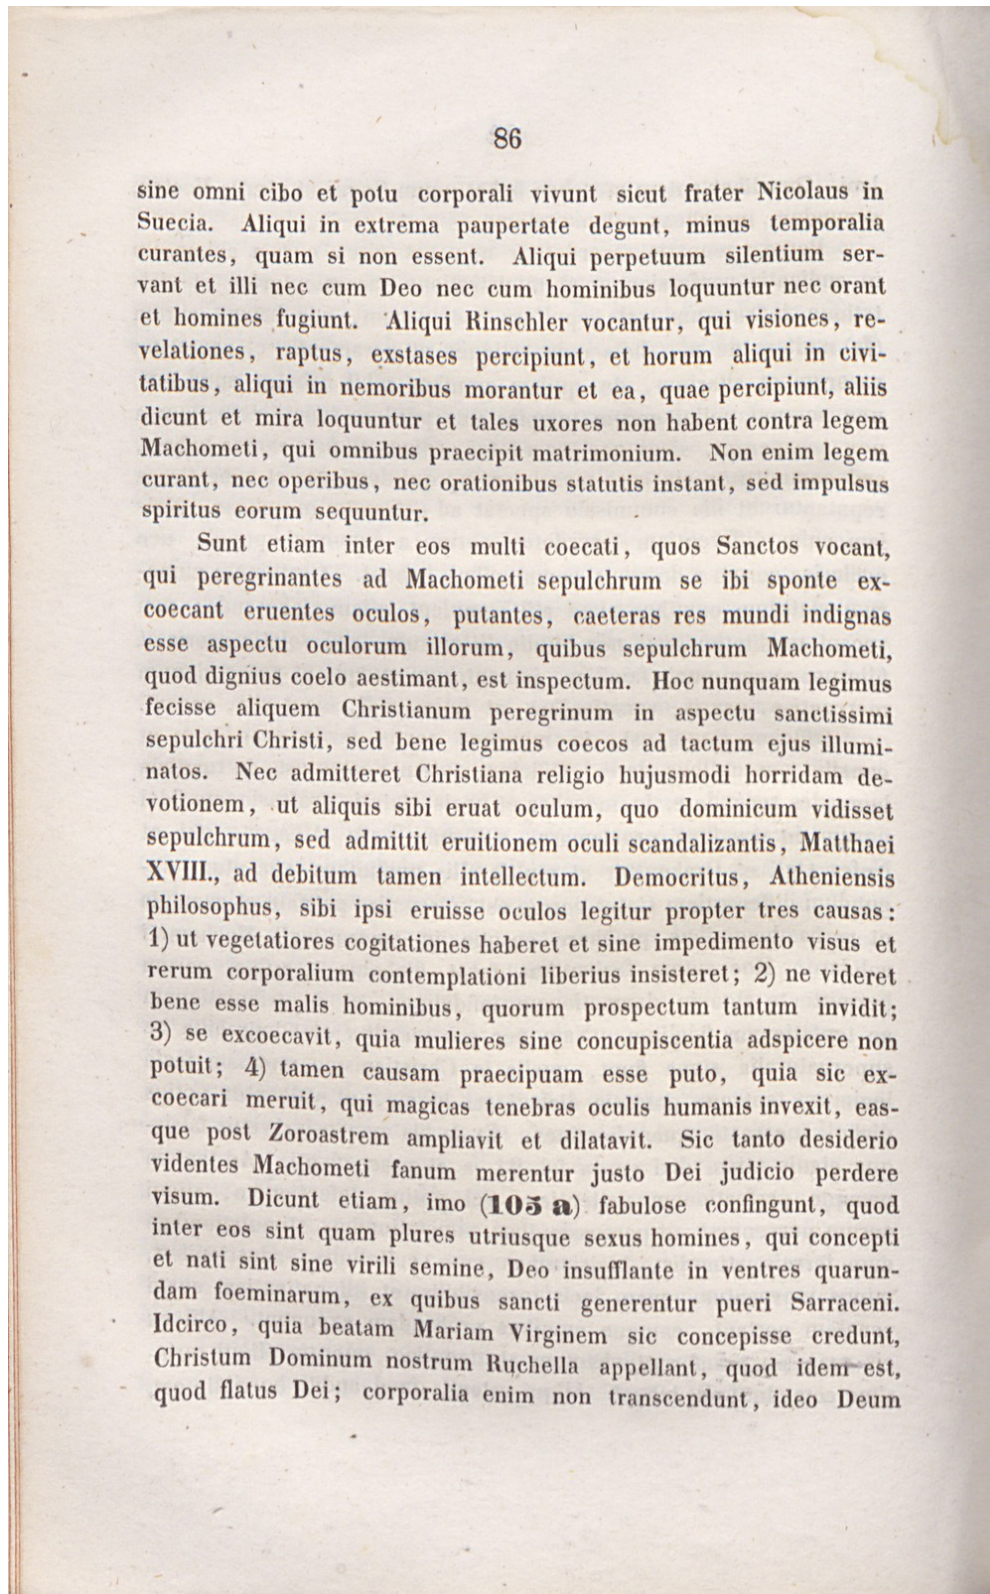 86
sine omni cibo et potu corporali vivunt sicut frater Nicolaus in
Suecia. Aliqui in extrema paupertate degunt, minus temporalia
curantes, quam si non essent. Aliqui perpetuum silentium ser-
vant et illi nec cum Deo nec cum hominibus loquuntur nec orant
et homines fugiunt. Aliqui Rinschler vocantur, qui visiones, re-
velationes, raptus, exstases percipiunt, et horum aliqui in civi-
tatibus, aliqui in nemoribus morantur et ea, quae percipiunt, aliis
dicunt et mira loquuntur et tales uxores non habent contra legem
Machometi, qui omnibus praecipit matrimonium. Non enim legem
curant, nec operibus, nec orationibus statutis instant, sed impulsus
spiritus eorum sequuntur.
Sunt etiam inter eos multi coecati, quos Sanctos vocant,
qui peregrinantes ad Machometi sepulchrum se ibi sponte ex-
coecant eruentes oculos, putantes, caeteras res mundi indignas
esse aspectu oculorum illorum, quibus sepulchrum Machometi,
quod dignius coelo aestimant, est inspectum. Hoc nunquam legimus
fecisse aliquem Christianum peregrinum in aspectu sanctissimi
sepulchri Christi, sed bene legimus coecos ad tactum ejus illumi-
natos. Nec admitteret Christiana religio hujusmodi horridam de-
votionem, ut aliquis sibi eruat oculum, quo dominicum vidisset
sepulchrum, sed admittit eruitionem oculi scandalizantis, Matthaei
XVIII., ad debitum tamen intellectum. Democritus, Atheniensis
philosophus, sibi ipsi eruisse oculos legitur propter tres causas:
1) ut vegetatiores cogitationes haberet et sine impedimento visus et
rerum corporalium contemplationi liberius insisteret; 2) ne videret
bene esse malis hominibus, quorum prospectum tantum invidit;
3) se excoecavit, quia mulieres sine concupiscentia adspicere non
potuit; 4) tamen causam praecipuam esse puto, quia sic ex-
coecari meruit, qui magicas tenebras oculis humanis invexit, eas-
que post Zoroastrem ampliavit et dilatavit. Sic tanto desiderio
videntes Machometi fanum merentur justo Dei judicio perdere
visum. Dicunt etiam, imo (105 a) fabulose confingunt, quod
inter eos sint quam plures utriusque sexus homines, qui concepti
et nati sint sine virili semine, Deo insufflante in ventres quarun-
dam foeminarum, ex quibus sancti generentur pueri Sarraceni.
Idcirco, quia beatam Mariam Virginem sic concepisse credunt,
Christum Dominum nostrum Ruchella appellant, quod idem est,
quod flatus Dei; corporalia enim non transcendunt, ideo Deum